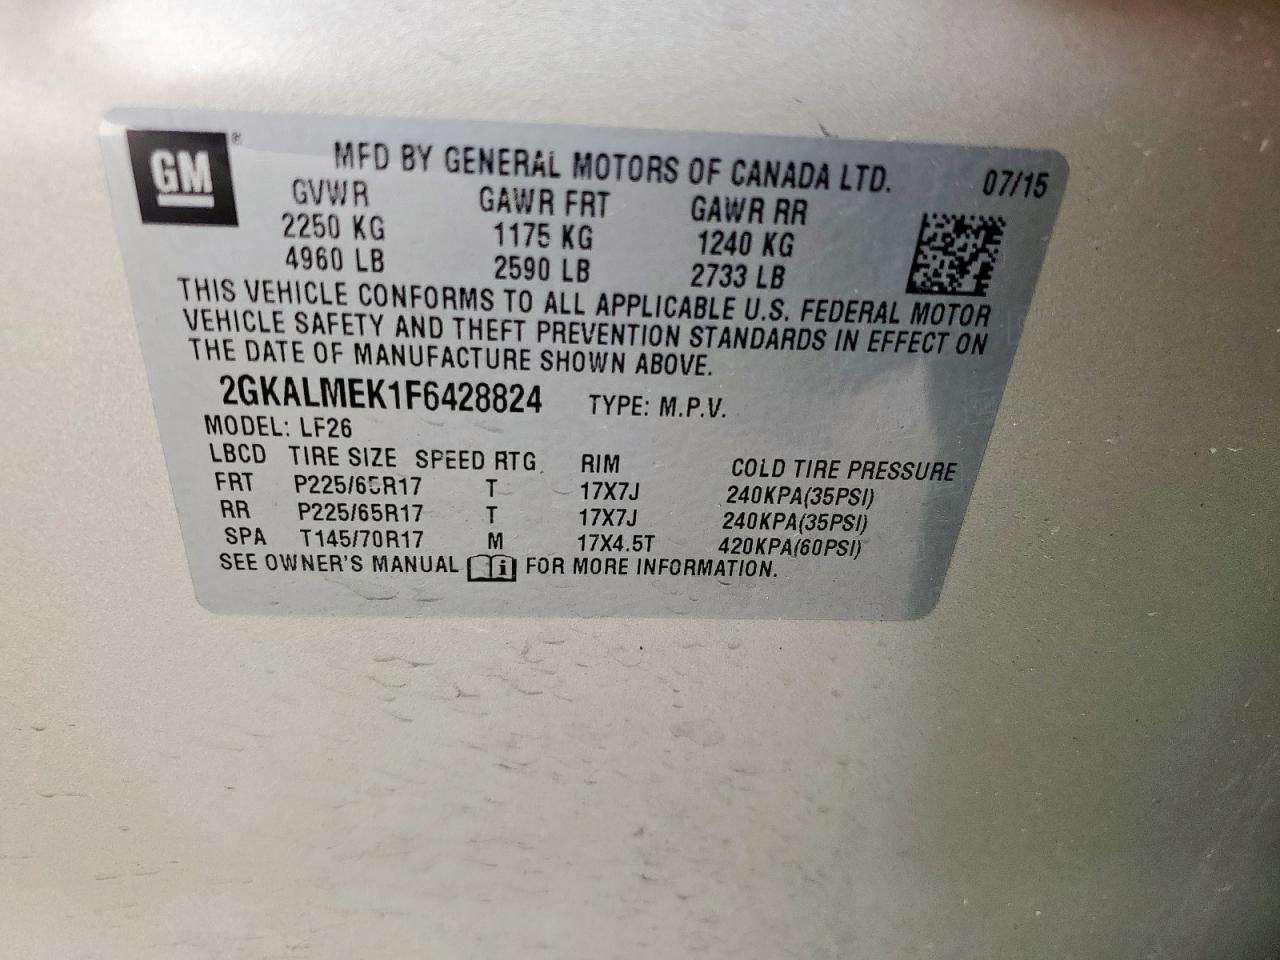 GM ®
MFD BY GENERAL MOTORS OF CANADA LTD. 07/15
GVWR GAWR FRT GAWR RR
2250 KG 1175 KG 1240 KG
4960 LB 2590 LB 2733 LB
THIS VEHICLE CONFORMS TO ALL APPLICABLE U.S. FEDERAL MOTOR
VEHICLE SAFETY AND THEFT PREVENTION STANDARDS IN EFFECT ON
THE DATE OF MANUFACTURE SHOWN ABOVE.
2GKALMEK1F6428824 TYPE: M.P.V.
MODEL: LF26
LBCD TIRE SIZE SPEED RTG RIM COLD TIRE PRESSURE
FRT P225/65R17 T 17X7J 240KPA(35PSI)
RR P225/65R17 T 17X7J 240KPA(35PSI)
SPA T145/70R17 M 17X4.5T 420KPA(60PSI)
SEE OWNER'S MANUAL i FOR MORE INFORMATION.